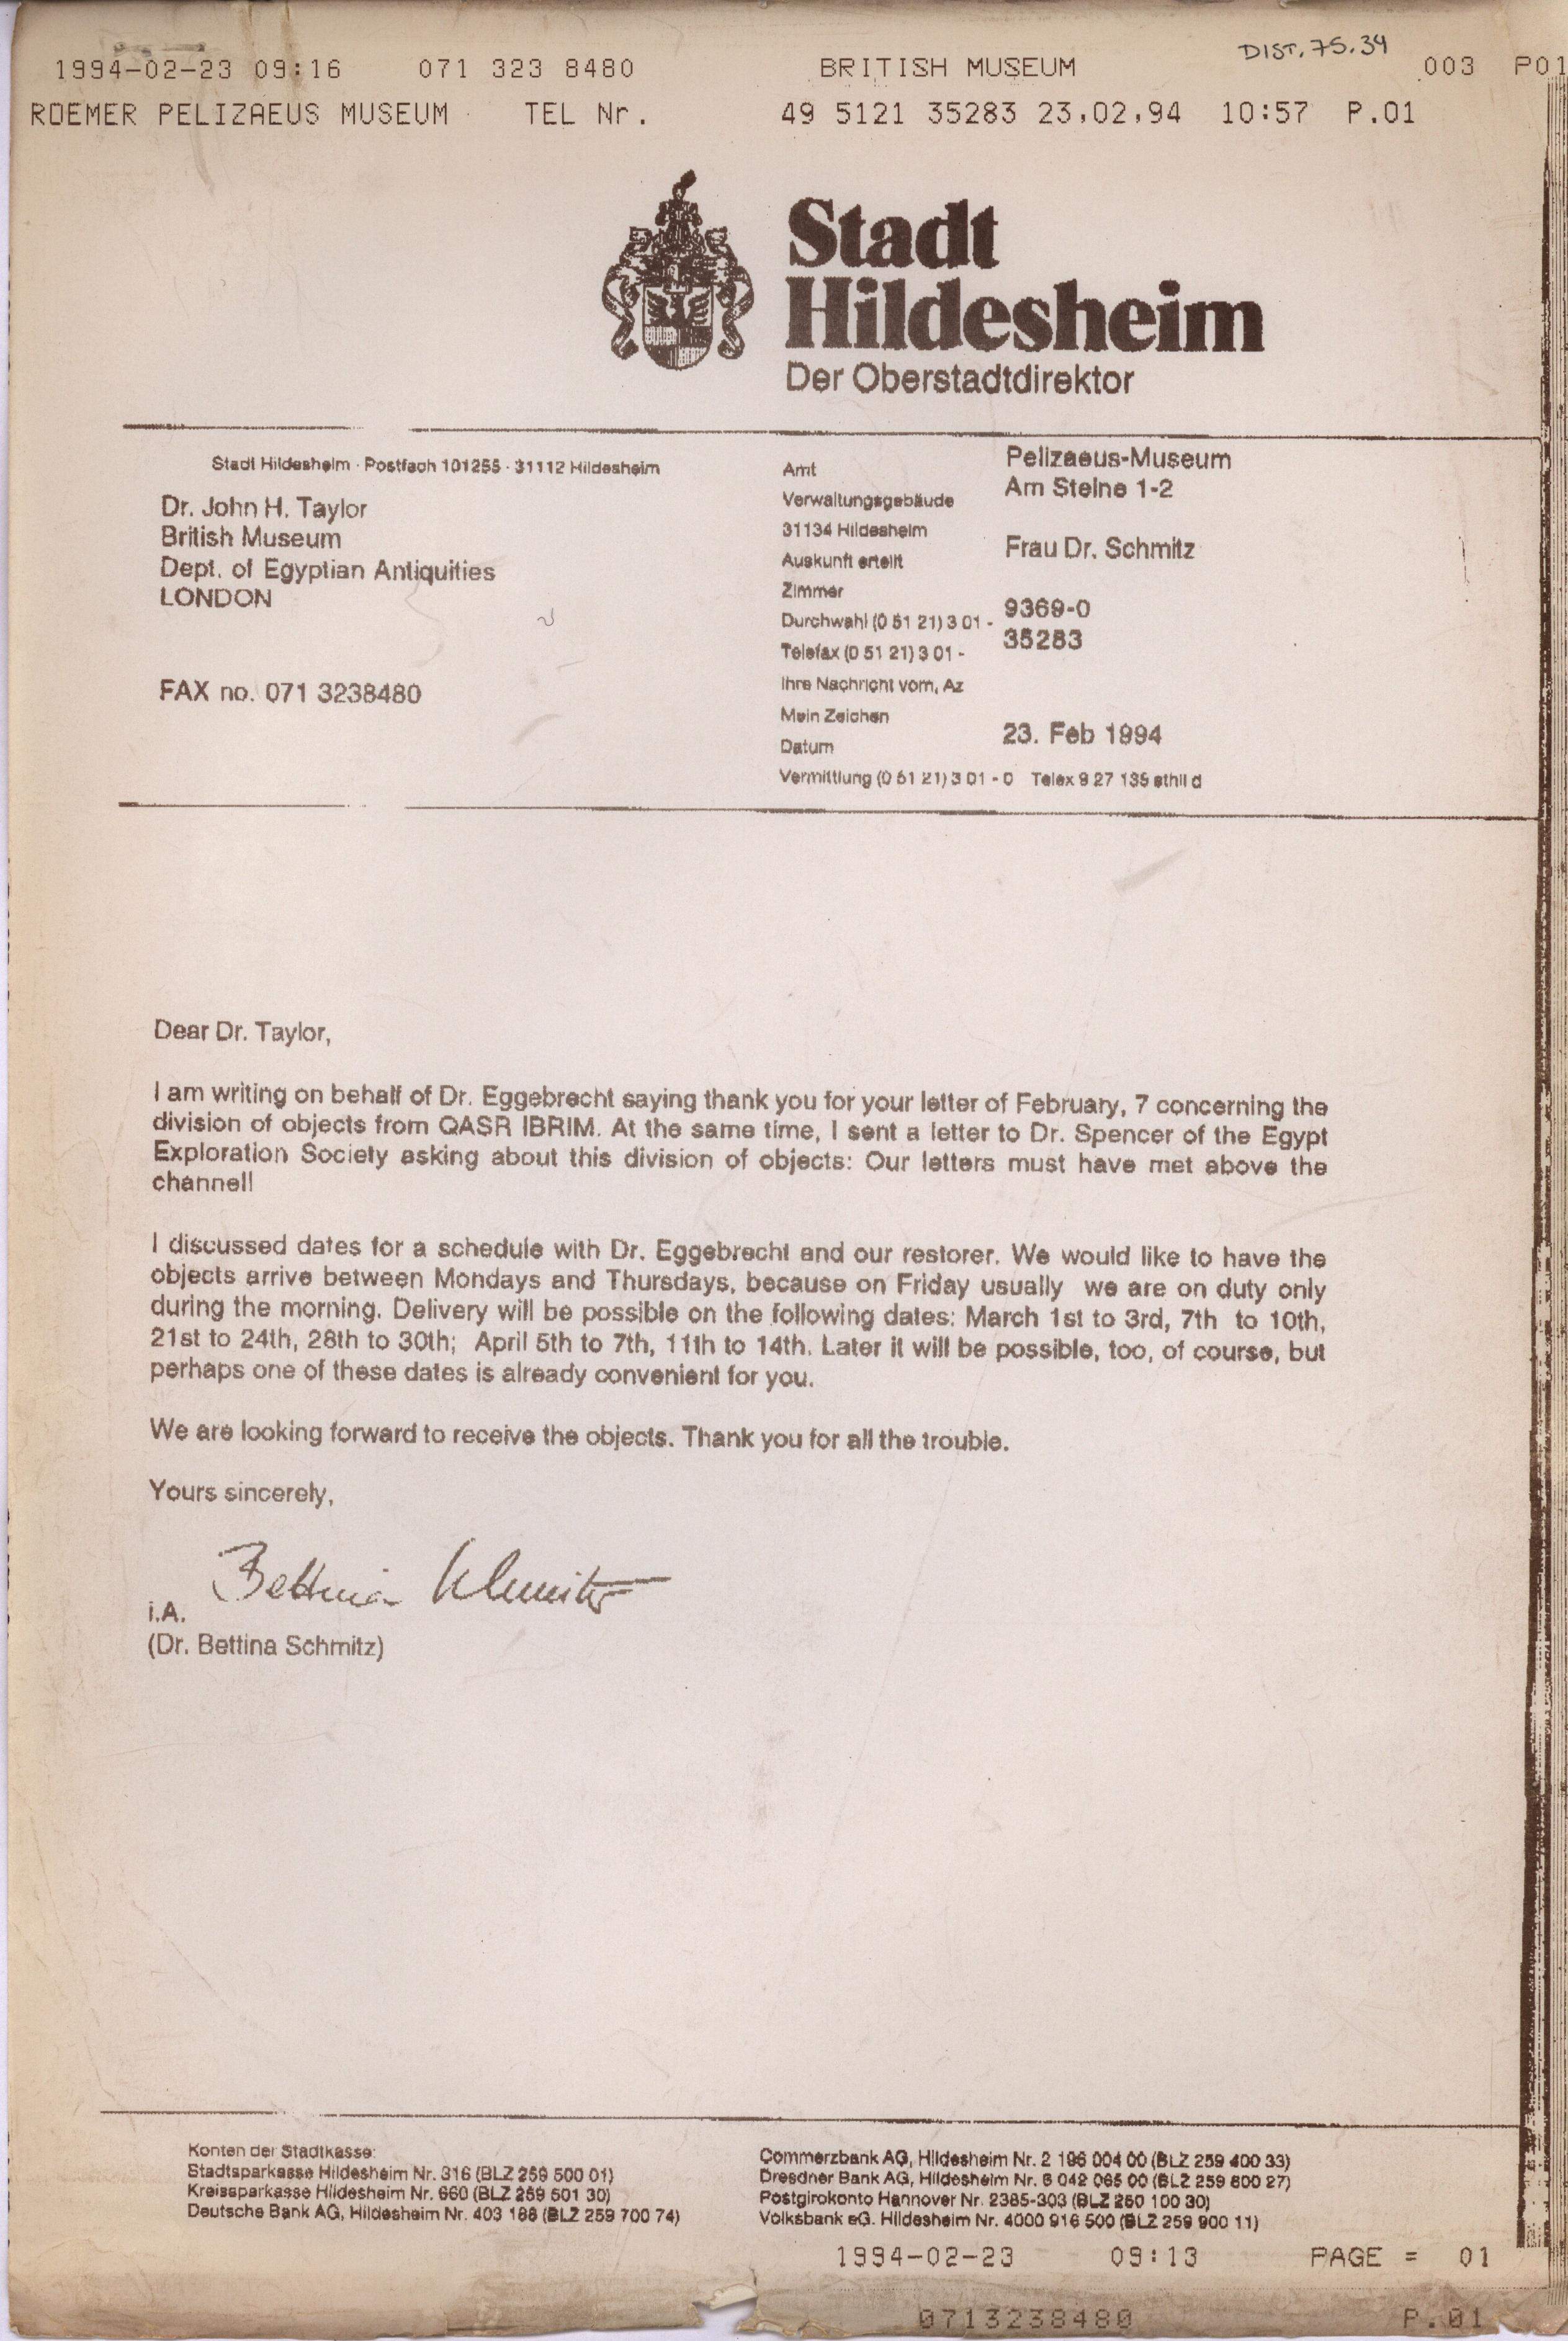 DIST. 75.34
1994-02-23 09:16 071 323 8480 BRITISH MUSEUM 003 P01
ROEMER PELIZAEUS MUSEUM TEL Nr. 49 5121 35283 23,02,94 10:57 P.01
Stadt
Hildesheim
Der Oberstadtdirektor
Stadt Hildesheim · Postfach 101255 · 31112 Hildesheim
Dr. John H. Taylor
British Museum
Dept. of Egyptian Antiquities
LONDON
FAX no. 071 3238480
Amt Pelizaeus-Museum
Verwaltungsgebäude Am Steine 1-2
31134 Hildesheim
Auskunft erteilt Frau Dr. Schmitz
Zimmer
Durchwahl (0 51 21) 3 01 - 9369-0
Telefax (0 51 21) 3 01 - 35283
Ihre Nachricht vom, Az
Mein Zeichen
Datum 23. Feb 1994
Vermittlung (0 51 21) 3 01 - 0 Telex 9 27 135 sthil d
Dear Dr. Taylor,
I am writing on behalf of Dr. Eggebrecht saying thank you for your letter of February, 7 concerning the
division of objects from QASR IBRIM. At the same time, I sent a letter to Dr. Spencer of the Egypt
Exploration Society asking about this division of objects: Our letters must have met above the
channel!
I discussed dates for a schedule with Dr. Eggebrecht and our restorer. We would like to have the
objects arrive between Mondays and Thursdays, because on Friday usually we are on duty only
during the morning. Delivery will be possible on the following dates: March 1st to 3rd, 7th to 10th,
21st to 24th, 28th to 30th; April 5th to 7th, 11th to 14th. Later it will be possible, too, of course, but
perhaps one of these dates is already convenient for you.
We are looking forward to receive the objects. Thank you for all the trouble.
Yours sincerely,
Bettina Schmitz
i.A.
(Dr. Bettina Schmitz)
Konten der Stadtkasse:
Stadtsparkasse Hildesheim Nr. 316 (BLZ 259 500 01)
Kreissparkasse Hildesheim Nr. 660 (BLZ 259 501 30)
Deutsche Bank AG, Hildesheim Nr. 403 188 (BLZ 259 700 74)
Commerzbank AG, Hildesheim Nr. 2 196 004 00 (BLZ 259 400 33)
Dresdner Bank AG, Hildesheim Nr. 6 042 065 00 (BLZ 259 800 27)
Postgirokonto Hannover Nr. 2385-303 (BLZ 250 100 30)
Volksbank eG. Hildesheim Nr. 4000 916 500 (BLZ 259 900 11)
1994-02-23 09:13 PAGE = 01
0713238480 P.01